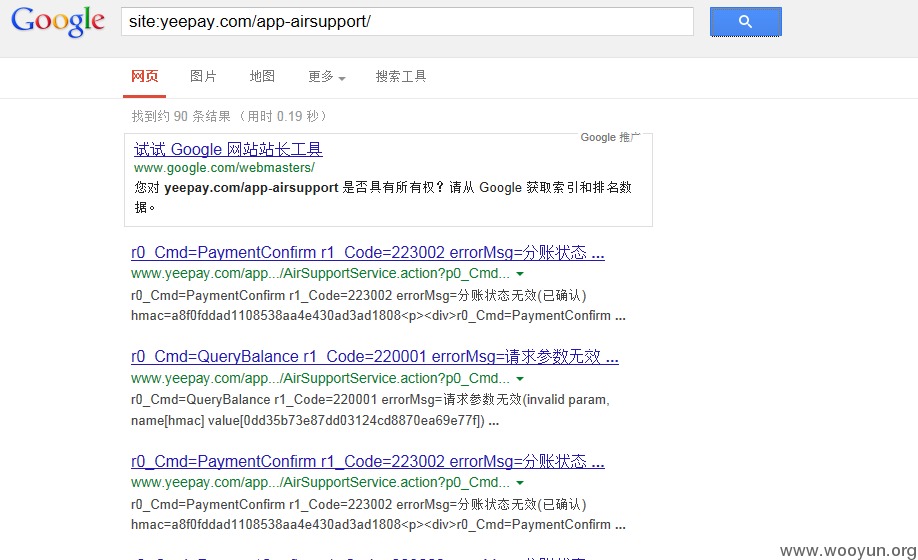 Google site:yeepay.com/app-airsupport/
网页 图片 地图 更多 搜索工具
找到约 90 条结果 （用时 0.19 秒）
Google 推广
试试 Google 网站站长工具
www.google.com/webmasters/
您对 yeepay.com/app-airsupport 是否具有所有权？请从 Google 获取索引和排名数
据。
r0_Cmd=PaymentConfirm r1_Code=223002 errorMsg=分账状态 ...
www.yeepay.com/app.../AirSupportService.action?p0_Cmd...
r0_Cmd=PaymentConfirm r1_Code=223002 errorMsg=分账状态无效(已确认)
hmac=a8f0fddad1108538aa4e430ad3ad1808<p><div>r0_Cmd=PaymentConfirm ...
r0_Cmd=QueryBalance r1_Code=220001 errorMsg=请求参数无效 ...
www.yeepay.com/app.../AirSupportService.action?p0_Cmd...
r0_Cmd=QueryBalance r1_Code=220001 errorMsg=请求参数无效(invalid param,
name[hmac] value[0dd35b73e87dd03124cd8870ea69e77f]) ...
r0_Cmd=PaymentConfirm r1_Code=223002 errorMsg=分账状态 ...
www.yeepay.com/app.../AirSupportService.action?p0_Cmd...
r0_Cmd=PaymentConfirm r1_Code=223002 errorMsg=分账状态无效(已确认)
hmac=a8f0fddad1108538aa4e430ad3ad1808<p><div>r0_Cmd=PaymentConfirm ...
www.wooyun.org